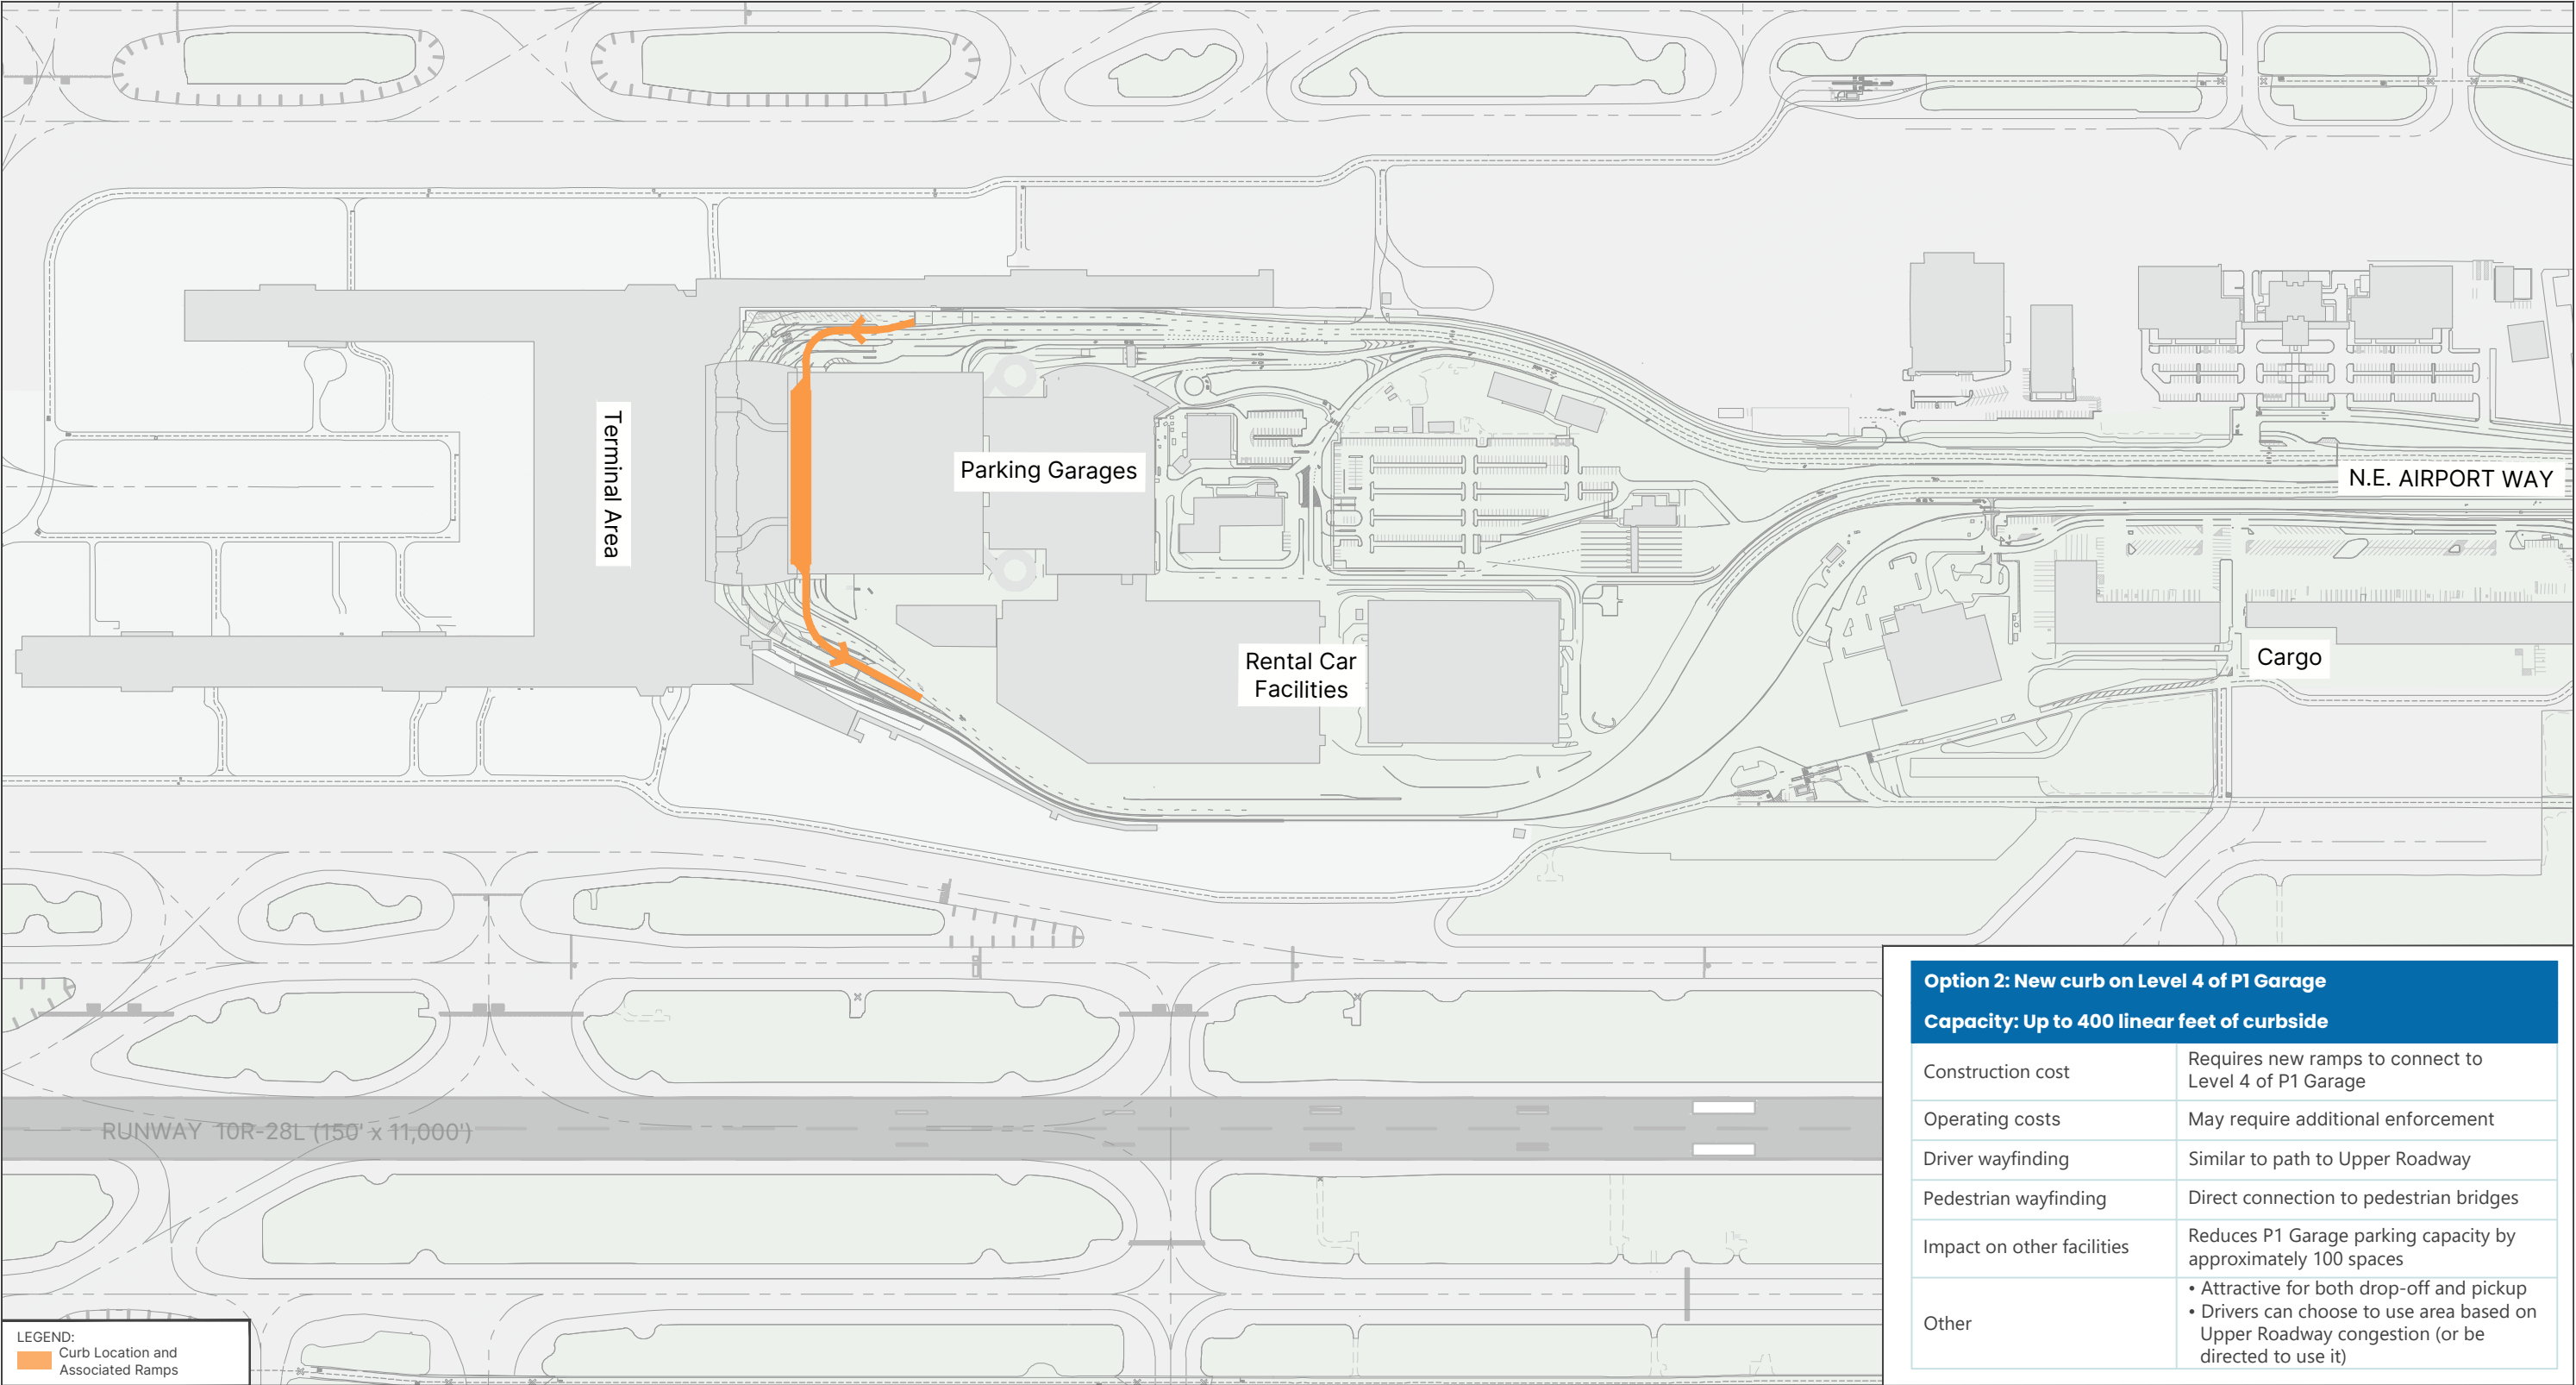 Terminal Area
Parking Garages
N.E. AIRPORT WAY
Rental Car
Facilities
Cargo
RUNWAY 10R-28L (150' x 11,000')
Option 2: New curb on Level 4 of P1 Garage
Capacity: Up to 400 linear feet of curbside
Construction cost
Requires new ramps to connect to
Level 4 of P1 Garage
Operating costs
May require additional enforcement
Driver wayfinding
Similar to path to Upper Roadway
Pedestrian wayfinding
Direct connection to pedestrian bridges
Impact on other facilities
Reduces P1 Garage parking capacity by
approximately 100 spaces
Other
• Attractive for both drop-off and pickup
• Drivers can choose to use area based on
Upper Roadway congestion (or be
directed to use it)
LEGEND:
Curb Location and
Associated Ramps